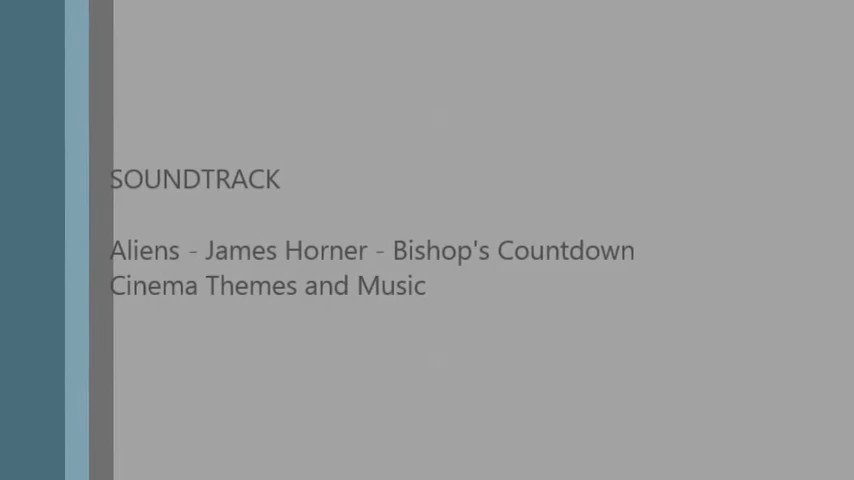 SOUNDTRACK
Aliens - James Horner - Bishop's Countdown
Cinema Themes and Music